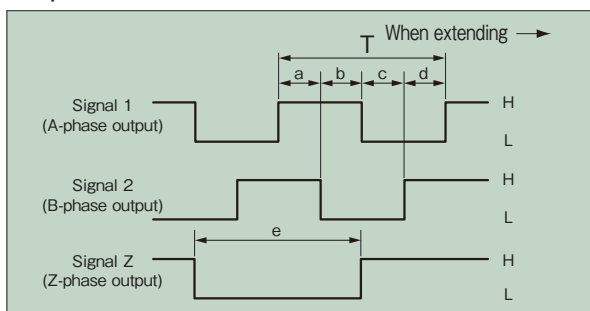 When extending
T
a b c d
Signal 1
(A-phase output)
H
L
Signal 2
(B-phase output)
H
L
e
Signal Z
(Z-phase output)
H
L